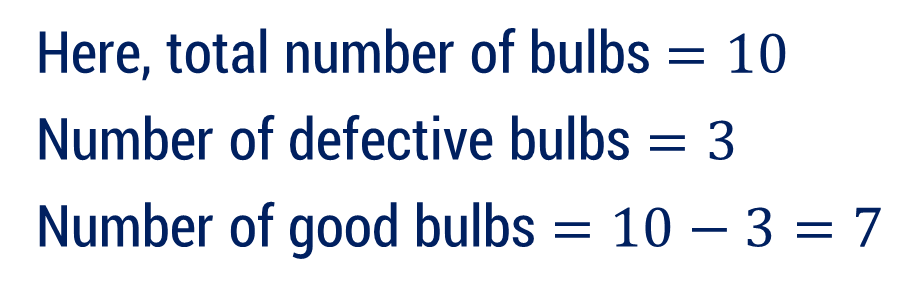 Here, total number of bulbs = 10
Number of defective bulbs = 3
Number of good bulbs = 10 − 3 = 7